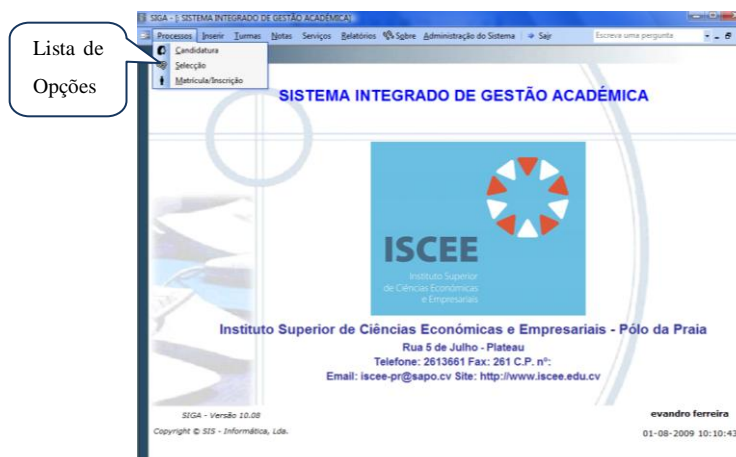 SIGA - [: SISTEMA INTEGRADO DE GESTÃO ACADÉMICA]
Processos Inserir Turmas Notas Serviços Relatórios Sobre Administração do Sistema Sair Escreva uma pergunta
Lista de
Opções
Candidatura
Selecção
Matrícula/Inscrição
SISTEMA INTEGRADO DE GESTÃO ACADÉMICA
ISCEE
Instituto Superior
de Ciências Económicas
e Empresariais
Instituto Superior de Ciências Económicas e Empresariais - Pólo da Praia
Rua 5 de Julho - Plateau
Telefone: 2613661 Fax: 261 C.P. nº:
Email: iscee-pr@sapo.cv Site: http://www.iscee.edu.cv
SIGA - Versão 10.08
evandro ferreira
Copyright © SIS - Informática, Lda.
01-08-2009 10:10:43